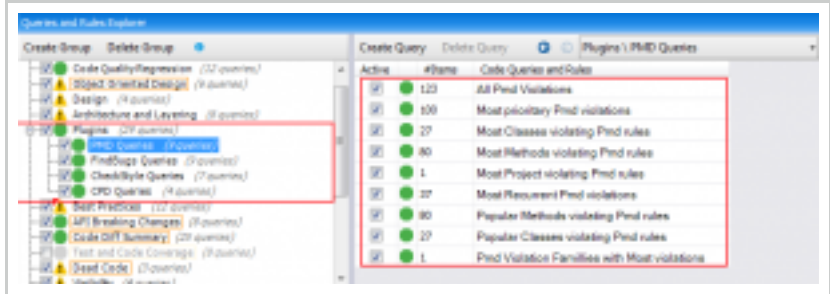 Queries and Rules Explorer
Create Group Delete Group
Code Quality Regression (12 queries)
Object Oriented Design (9 queries)
Design (4 queries)
Architecture and Layering (8 queries)
Plugins (29 queries)
PMD Queries (9 queries)
FindBugs Queries (9 queries)
CheckStyle Queries (7 queries)
CPD Queries (4 queries)
Best Practices (12 queries)
API Breaking Changes (9 queries)
Code Diff Summary (23 queries)
Test and Code Coverage (9 queries)
Dead Code (3 queries)
Visibility (4 queries)
Create Query Delete Query Plugins \ PMD Queries
Active #Items Code Queries and Rules
123 All Pmd Violations
100 Most prioritary Pmd violations
27 Most Classes violating Pmd rules
80 Most Methods violating Pmd rules
1 Most Project violating Pmd rules
37 Most Recurrent Pmd violations
80 Popular Methods violating Pmd rules
27 Popular Classes violating Pmd rules
1 Pmd Violation Families with Most violations